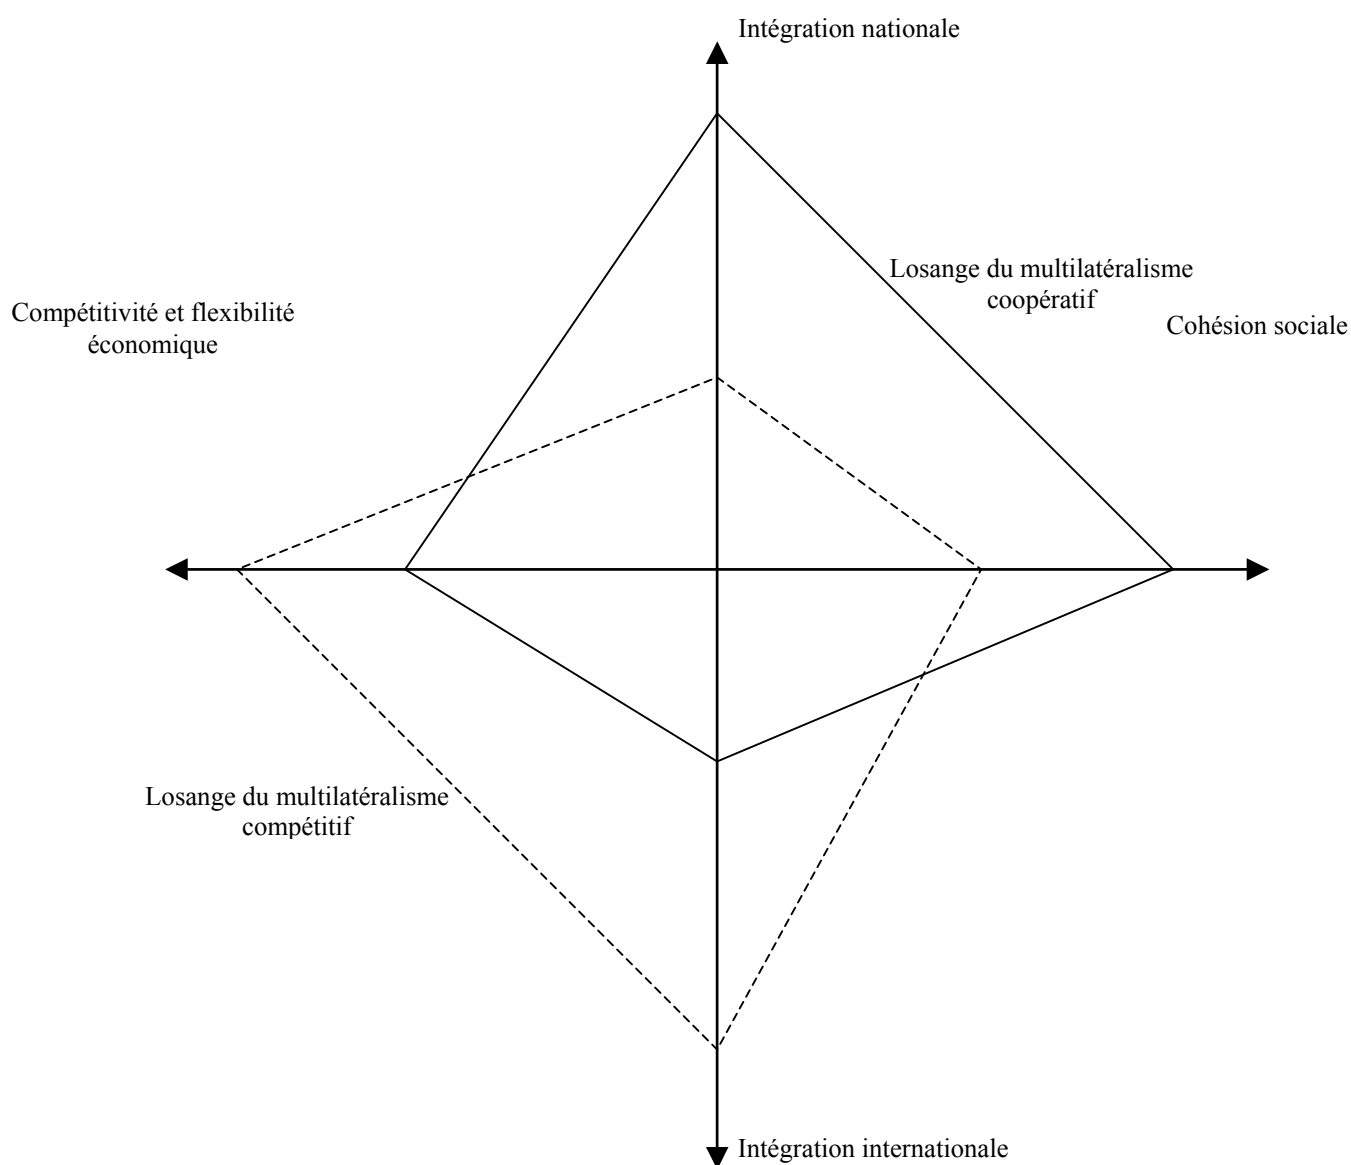 Intégration nationale
Losange du multilatéralisme
coopératif
Compétitivité et flexibilité
économique
Cohésion sociale
Losange du multilatéralisme
compétitif
Intégration internationale